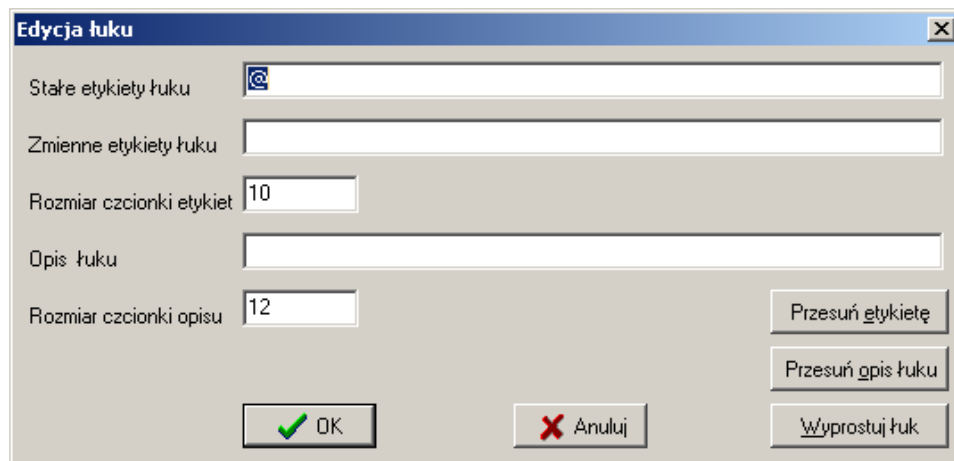 Edycja łuku
Stałe etykiety łuku @
Zmienne etykiety łuku
Rozmiar czcionki etykiet 10
Opis łuku
Rozmiar czcionki opisu 12
Przesuń etykietę
Przesuń opis łuku
OK Anuluj Wyprostuj łuk